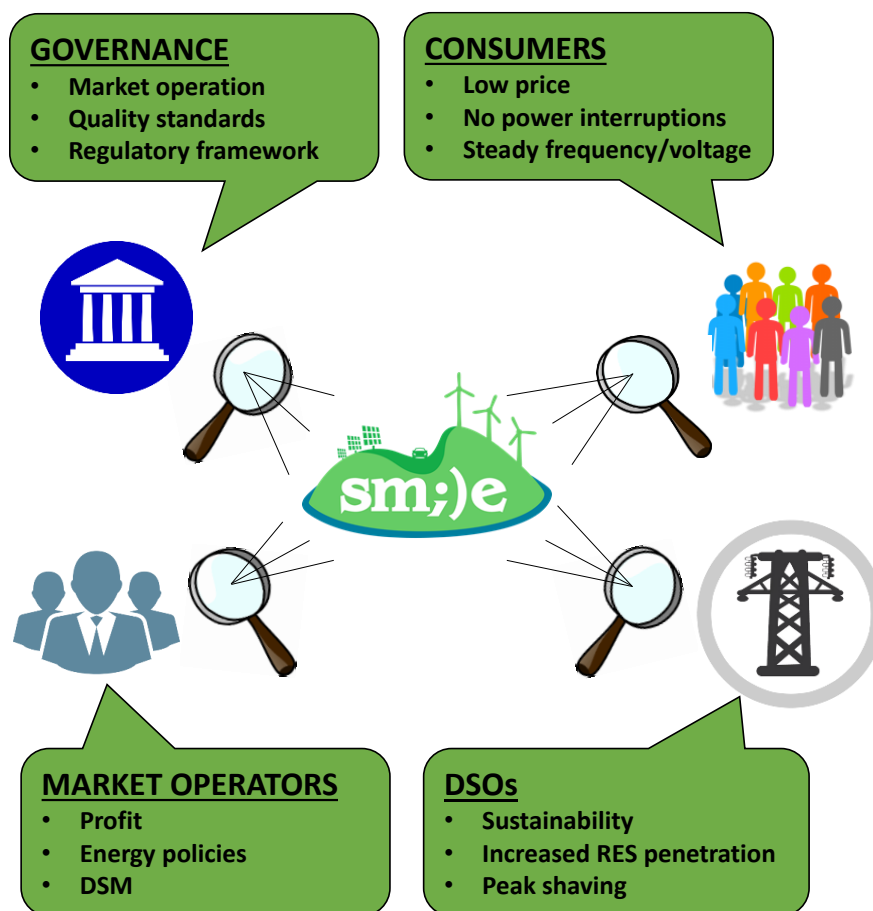 GOVERNANCE
• Market operation
• Quality standards
• Regulatory framework
CONSUMERS
• Low price
• No power interruptions
• Steady frequency/voltage
sm;)e
MARKET OPERATORS
• Profit
• Energy policies
• DSM
DSOs
• Sustainability
• Increased RES penetration
• Peak shaving